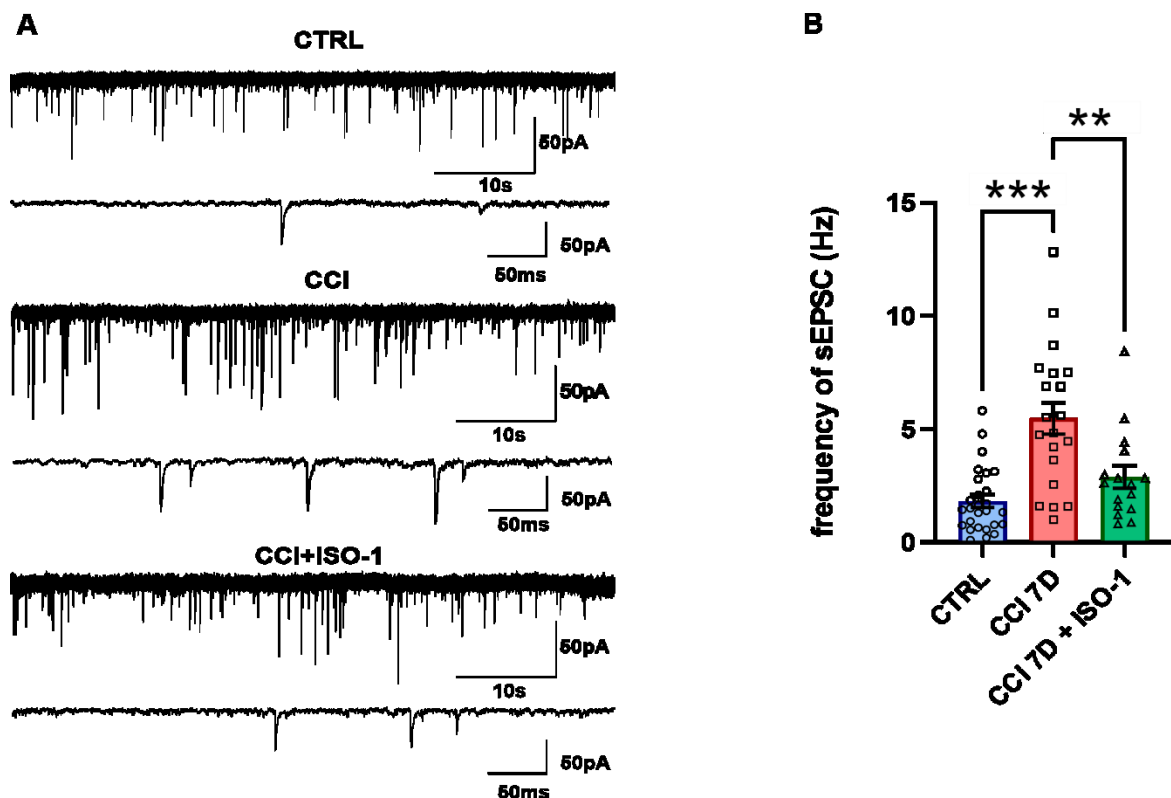 A
CTRL
50pA
10s
50pA
50ms
CCI
50pA
10s
50pA
50ms
CCI+ISO-1
50pA
10s
50pA
50ms
B
**
***
frequency of sEPSC (Hz)
15
10
5
0
CTRL
CCI 7D
CCI 7D + ISO-1